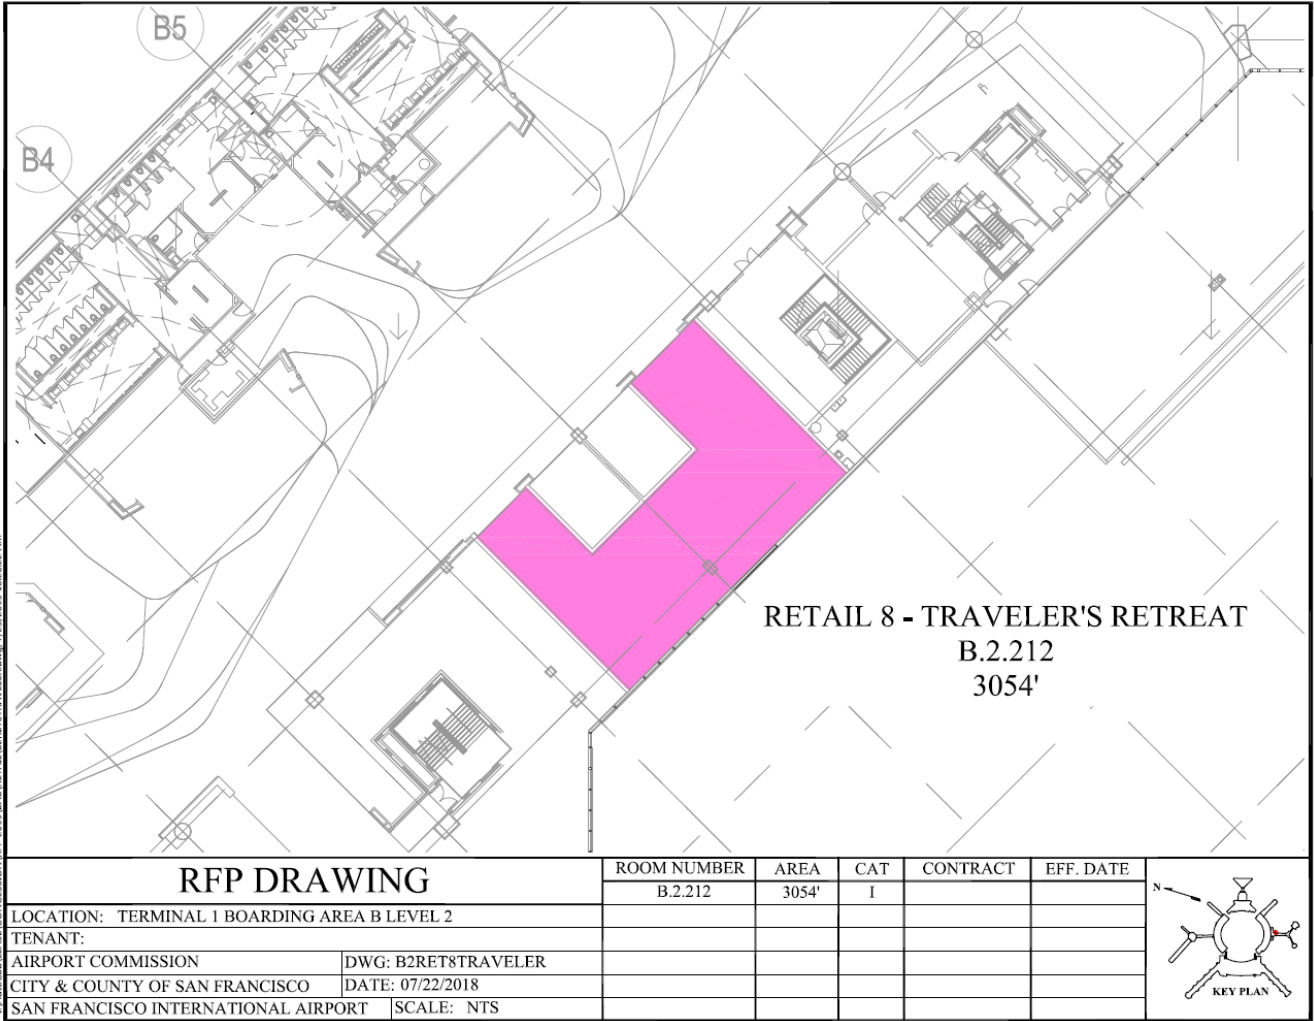 B5
B4
RETAIL 8 - TRAVELER'S RETREAT
B.2.212
3054'
RFP DRAWING
ROOM NUMBER AREA CAT CONTRACT EFF. DATE
B.2.212 3054' I
LOCATION: TERMINAL 1 BOARDING AREA B LEVEL 2
TENANT:
AIRPORT COMMISSION DWG: B2RET8TRAVELER
CITY & COUNTY OF SAN FRANCISCO DATE: 07/22/2018
SAN FRANCISCO INTERNATIONAL AIRPORT SCALE: NTS
N
KEY PLAN